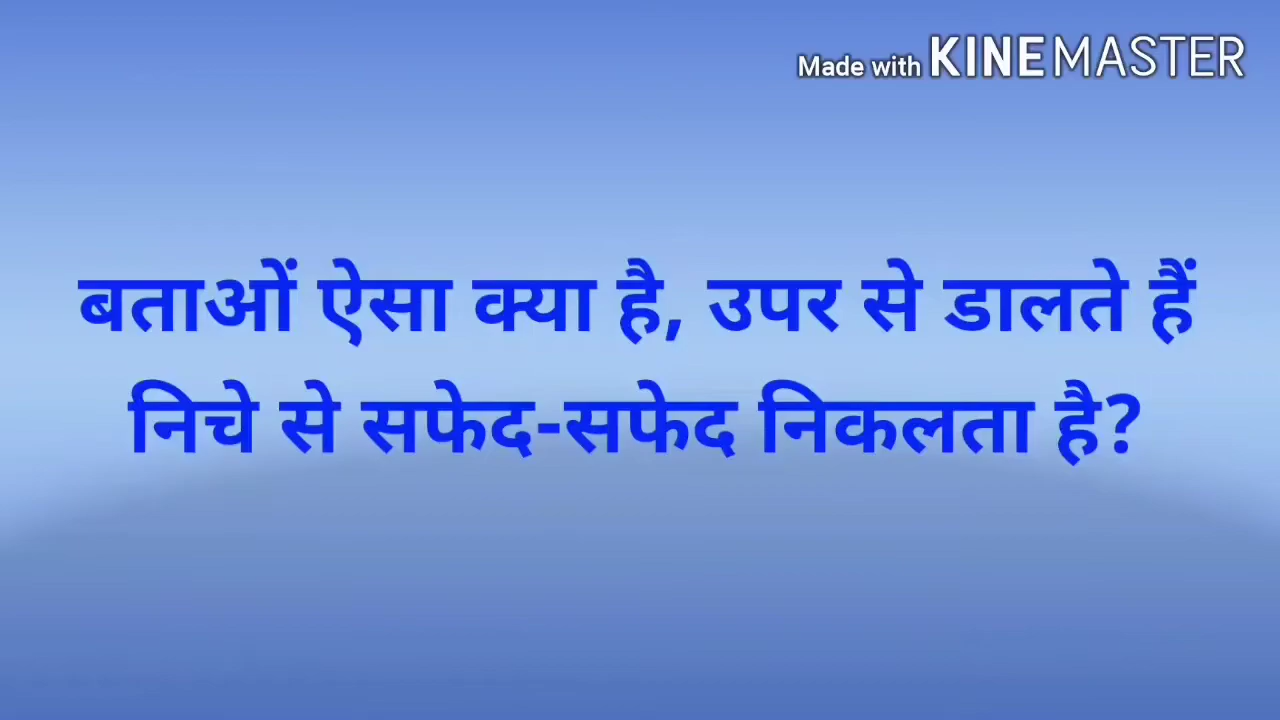 Made with KINEMASTER
बताओं ऐसा क्या है, उपर से डालते हैं
निचे से सफेद-सफेद निकलता है?